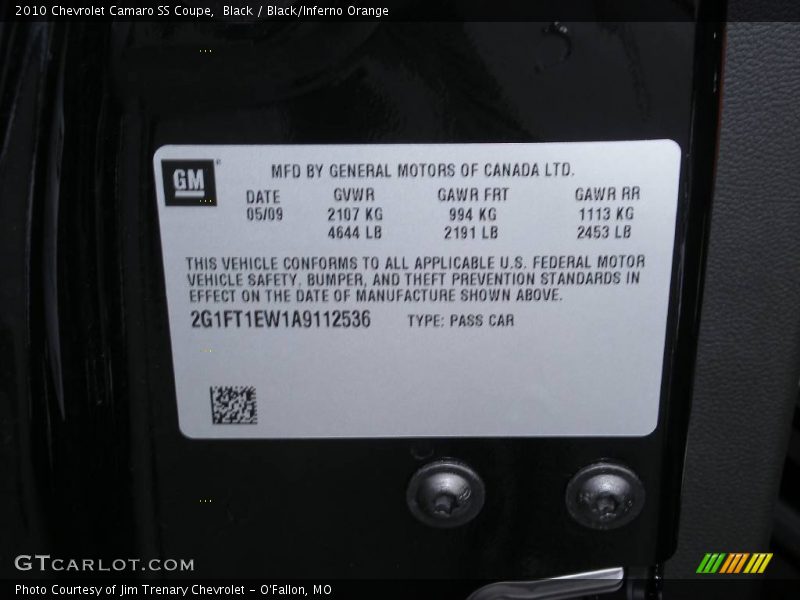 2010 Chevrolet Camaro SS Coupe,  Black / Black/Inferno Orange
GM
MFD BY GENERAL MOTORS OF CANADA LTD.
DATE GVWR GAWR FRT GAWR RR
05/09 2107 KG 994 KG 1113 KG
4644 LB 2191 LB 2453 LB
THIS VEHICLE CONFORMS TO ALL APPLICABLE U.S. FEDERAL MOTOR
VEHICLE SAFETY, BUMPER, AND THEFT PREVENTION STANDARDS IN
EFFECT ON THE DATE OF MANUFACTURE SHOWN ABOVE.
2G1FT1EW1A9112536 TYPE: PASS CAR
GTCARLOT.COM
Photo Courtesy of Jim Trenary Chevrolet - O'Fallon, MO